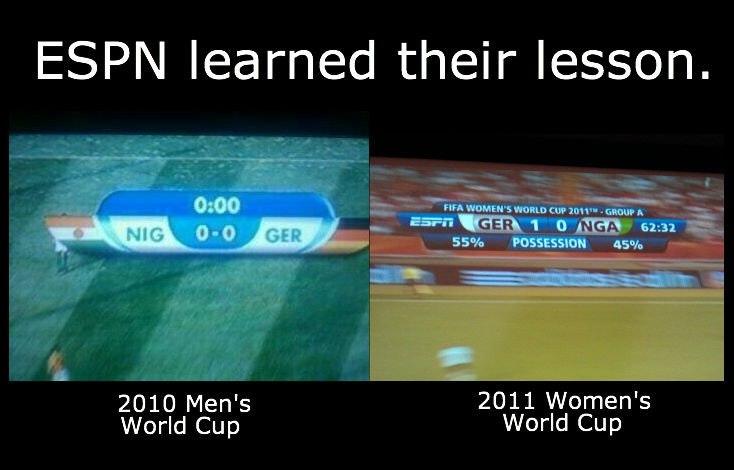 ESPN learned their lesson.
0:00
NIG 0-0 GER
FIFA WOMEN'S WORLD CUP 2011™ - GROUP A
ESPN GER 1 0 NGA 62:32
55% POSSESSION 45%
2010 Men's
World Cup
2011 Women's
World Cup